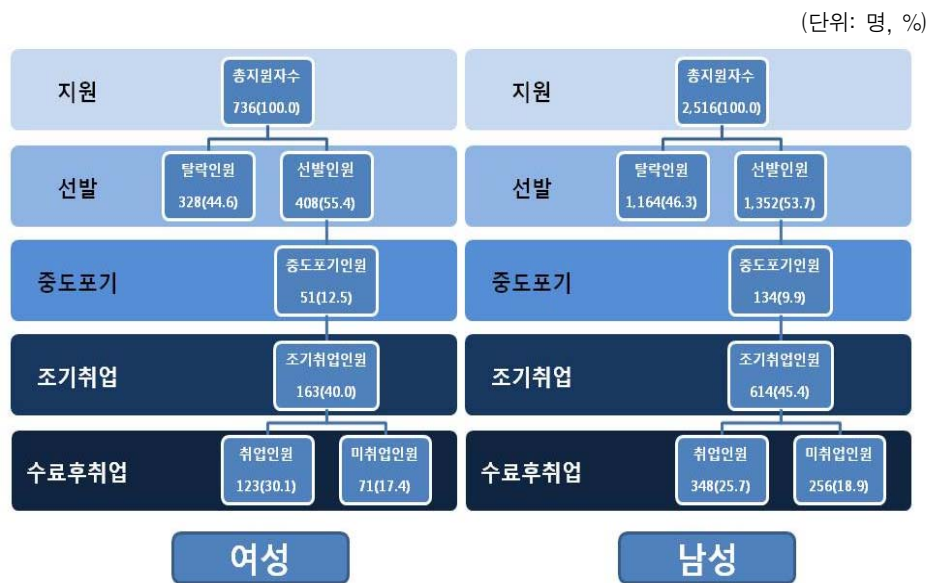 (단위: 명, %)
지원
총지원자수
736(100.0)
선발
탈락인원
328(44.6)
선발인원
408(55.4)
중도포기
중도포기인원
51(12.5)
조기취업
조기취업인원
163(40.0)
수료후취업
취업인원
123(30.1)
미취업인원
71(17.4)
여성
지원
총지원자수
2,516(100.0)
선발
탈락인원
1,164(46.3)
선발인원
1,352(53.7)
중도포기
중도포기인원
134(9.9)
조기취업
조기취업인원
614(45.4)
수료후취업
취업인원
348(25.7)
미취업인원
256(18.9)
남성